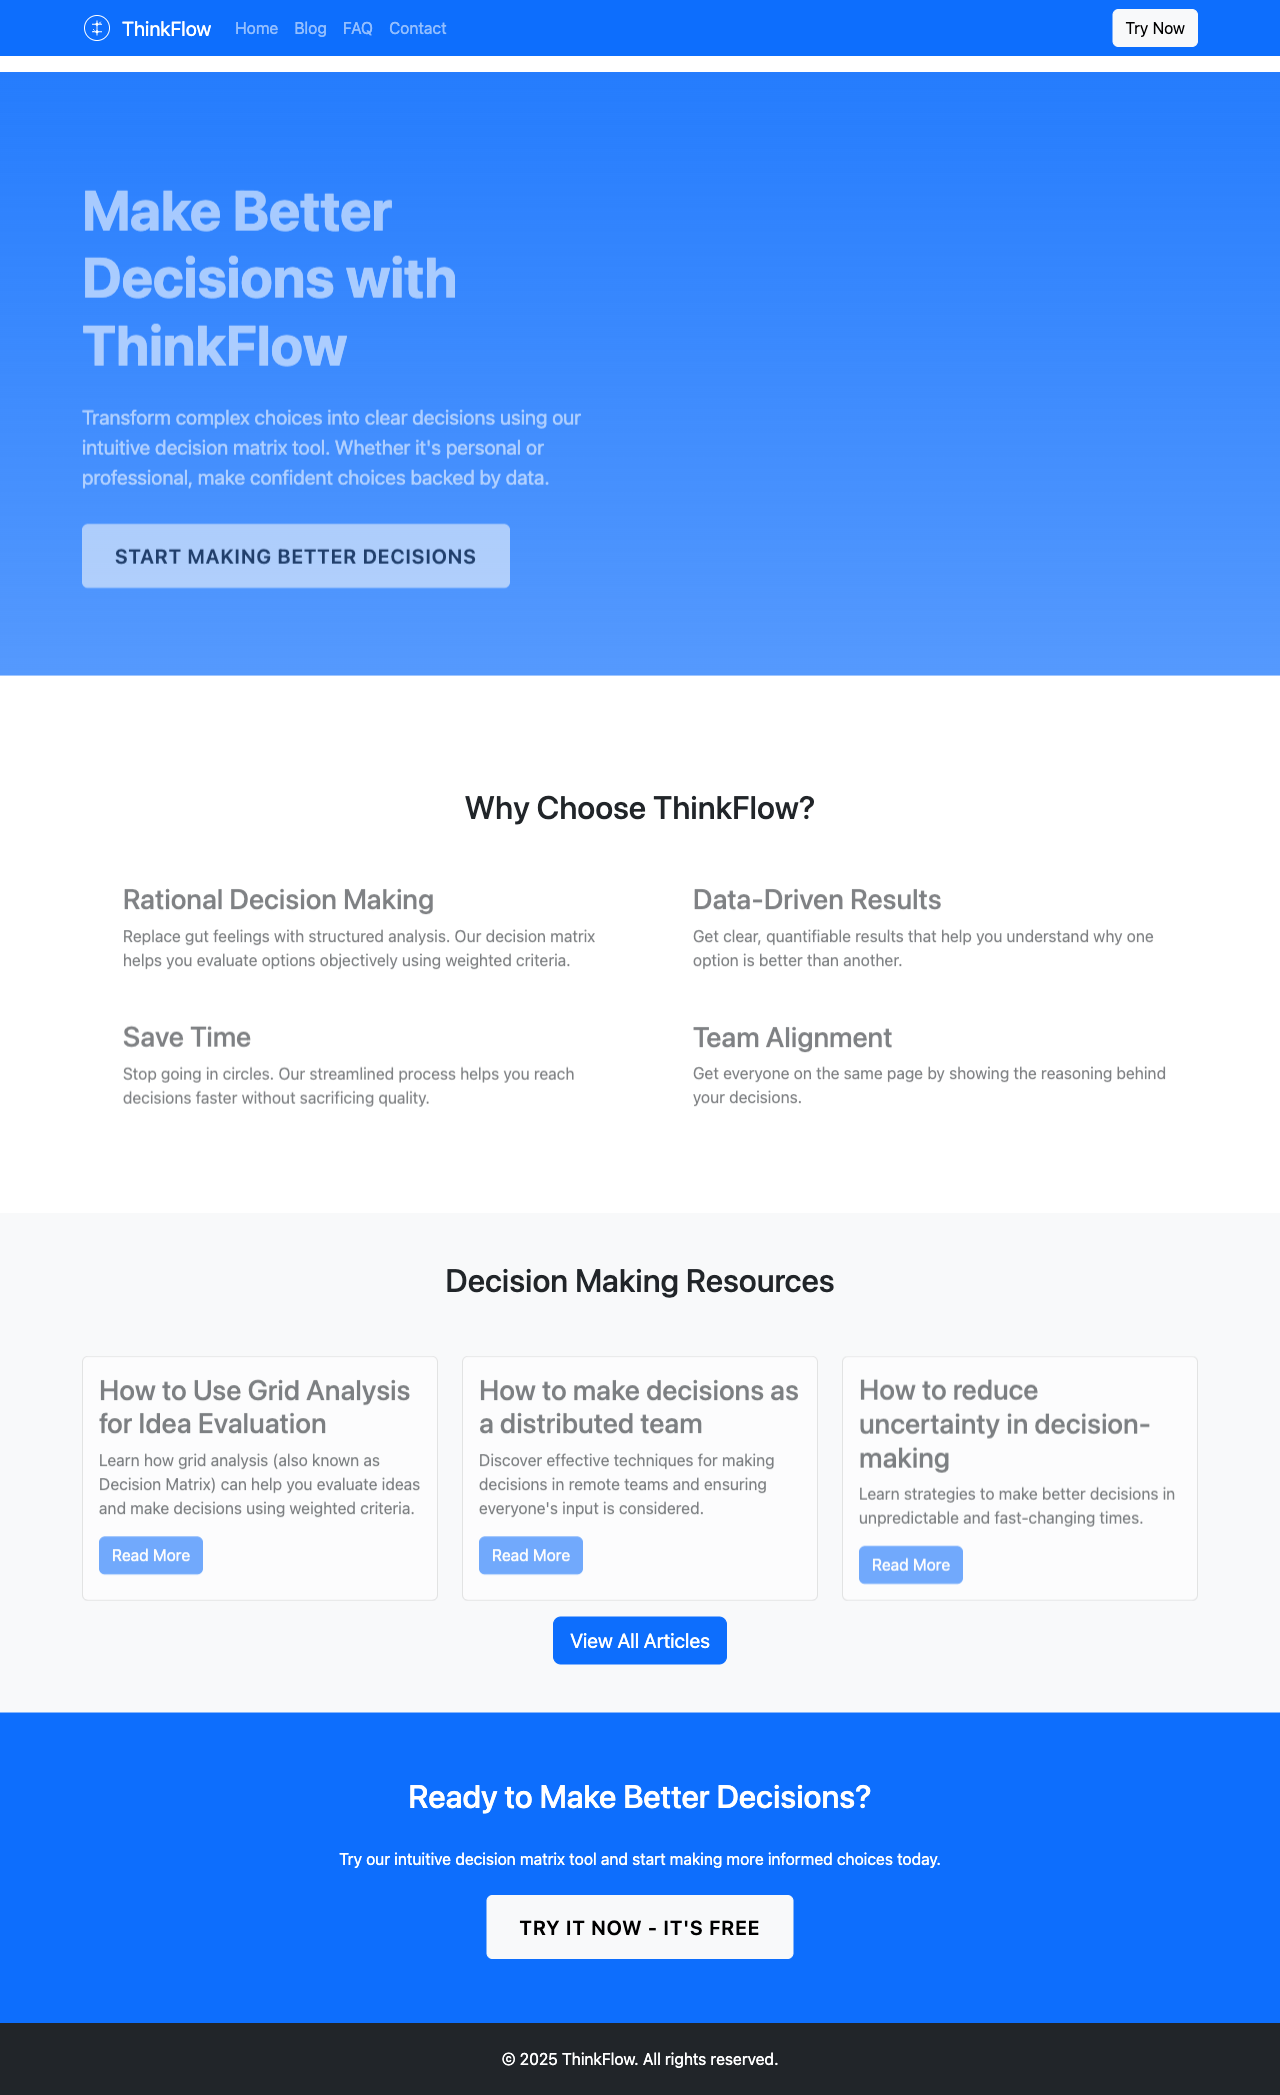 ThinkFlow Home Blog FAQ Contact Try Now
Make Better
Decisions with
ThinkFlow
Transform complex choices into clear decisions using our
intuitive decision matrix tool. Whether it's personal or
professional, make confident choices backed by data.
START MAKING BETTER DECISIONS
Why Choose ThinkFlow?
Rational Decision Making
Replace gut feelings with structured analysis. Our decision matrix
helps you evaluate options objectively using weighted criteria.
Data-Driven Results
Get clear, quantifiable results that help you understand why one
option is better than another.
Save Time
Stop going in circles. Our streamlined process helps you reach
decisions faster without sacrificing quality.
Team Alignment
Get everyone on the same page by showing the reasoning behind
your decisions.
Decision Making Resources
How to Use Grid Analysis
for Idea Evaluation
Learn how grid analysis (also known as
Decision Matrix) can help you evaluate ideas
and make decisions using weighted criteria.
Read More
How to make decisions as
a distributed team
Discover effective techniques for making
decisions in remote teams and ensuring
everyone's input is considered.
Read More
How to reduce
uncertainty in decision-
making
Learn strategies to make better decisions in
unpredictable and fast-changing times.
Read More
View All Articles
Ready to Make Better Decisions?
Try our intuitive decision matrix tool and start making more informed choices today.
TRY IT NOW - IT'S FREE
© 2025 ThinkFlow. All rights reserved.